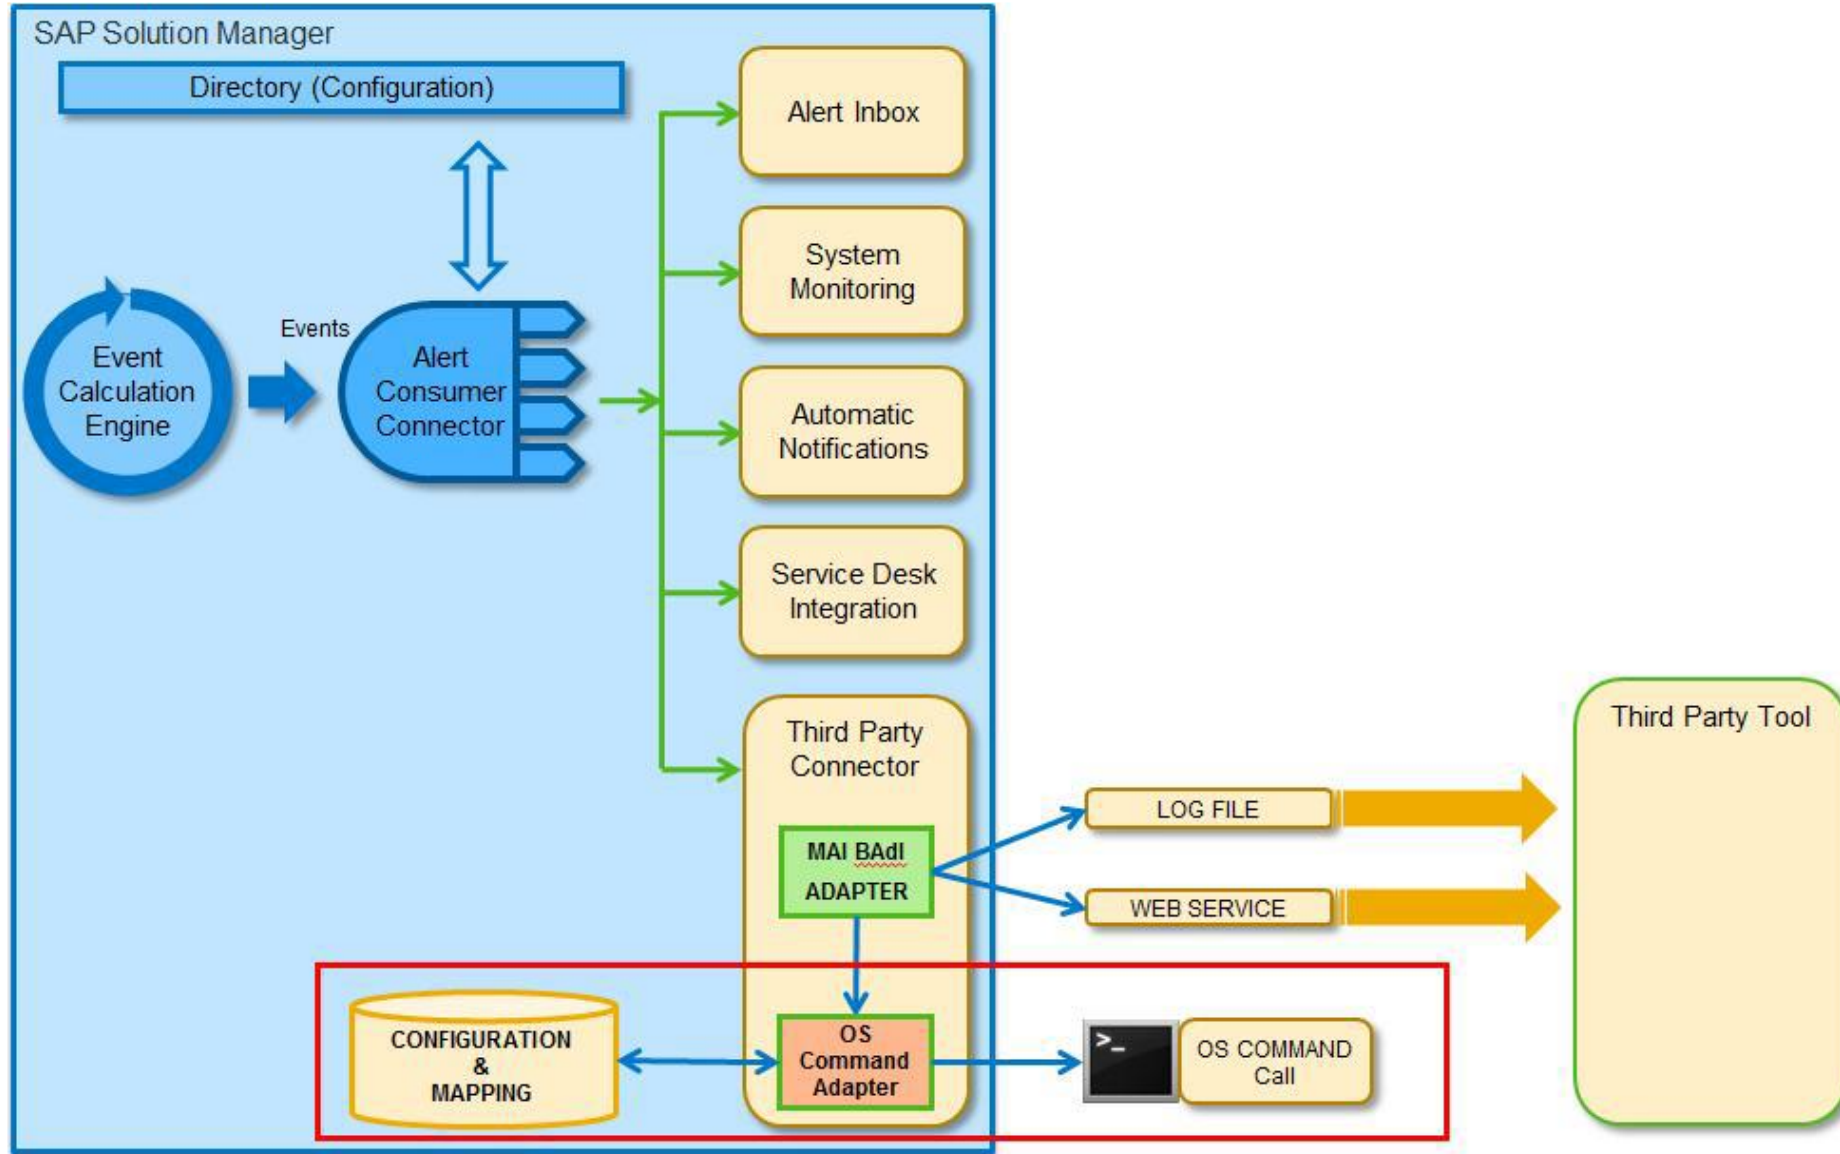 SAP Solution Manager
Directory (Configuration)
Alert Inbox
System
Monitoring
Events
Event
Calculation
Engine
Alert
Consumer
Connector
Automatic
Notifications
Service Desk
Integration
Third Party
Connector
Third Party Tool
LOG FILE
MAI BAdI
ADAPTER
WEB SERVICE
CONFIGURATION
&
MAPPING
OS
Command
Adapter
>_
OS COMMAND
Call